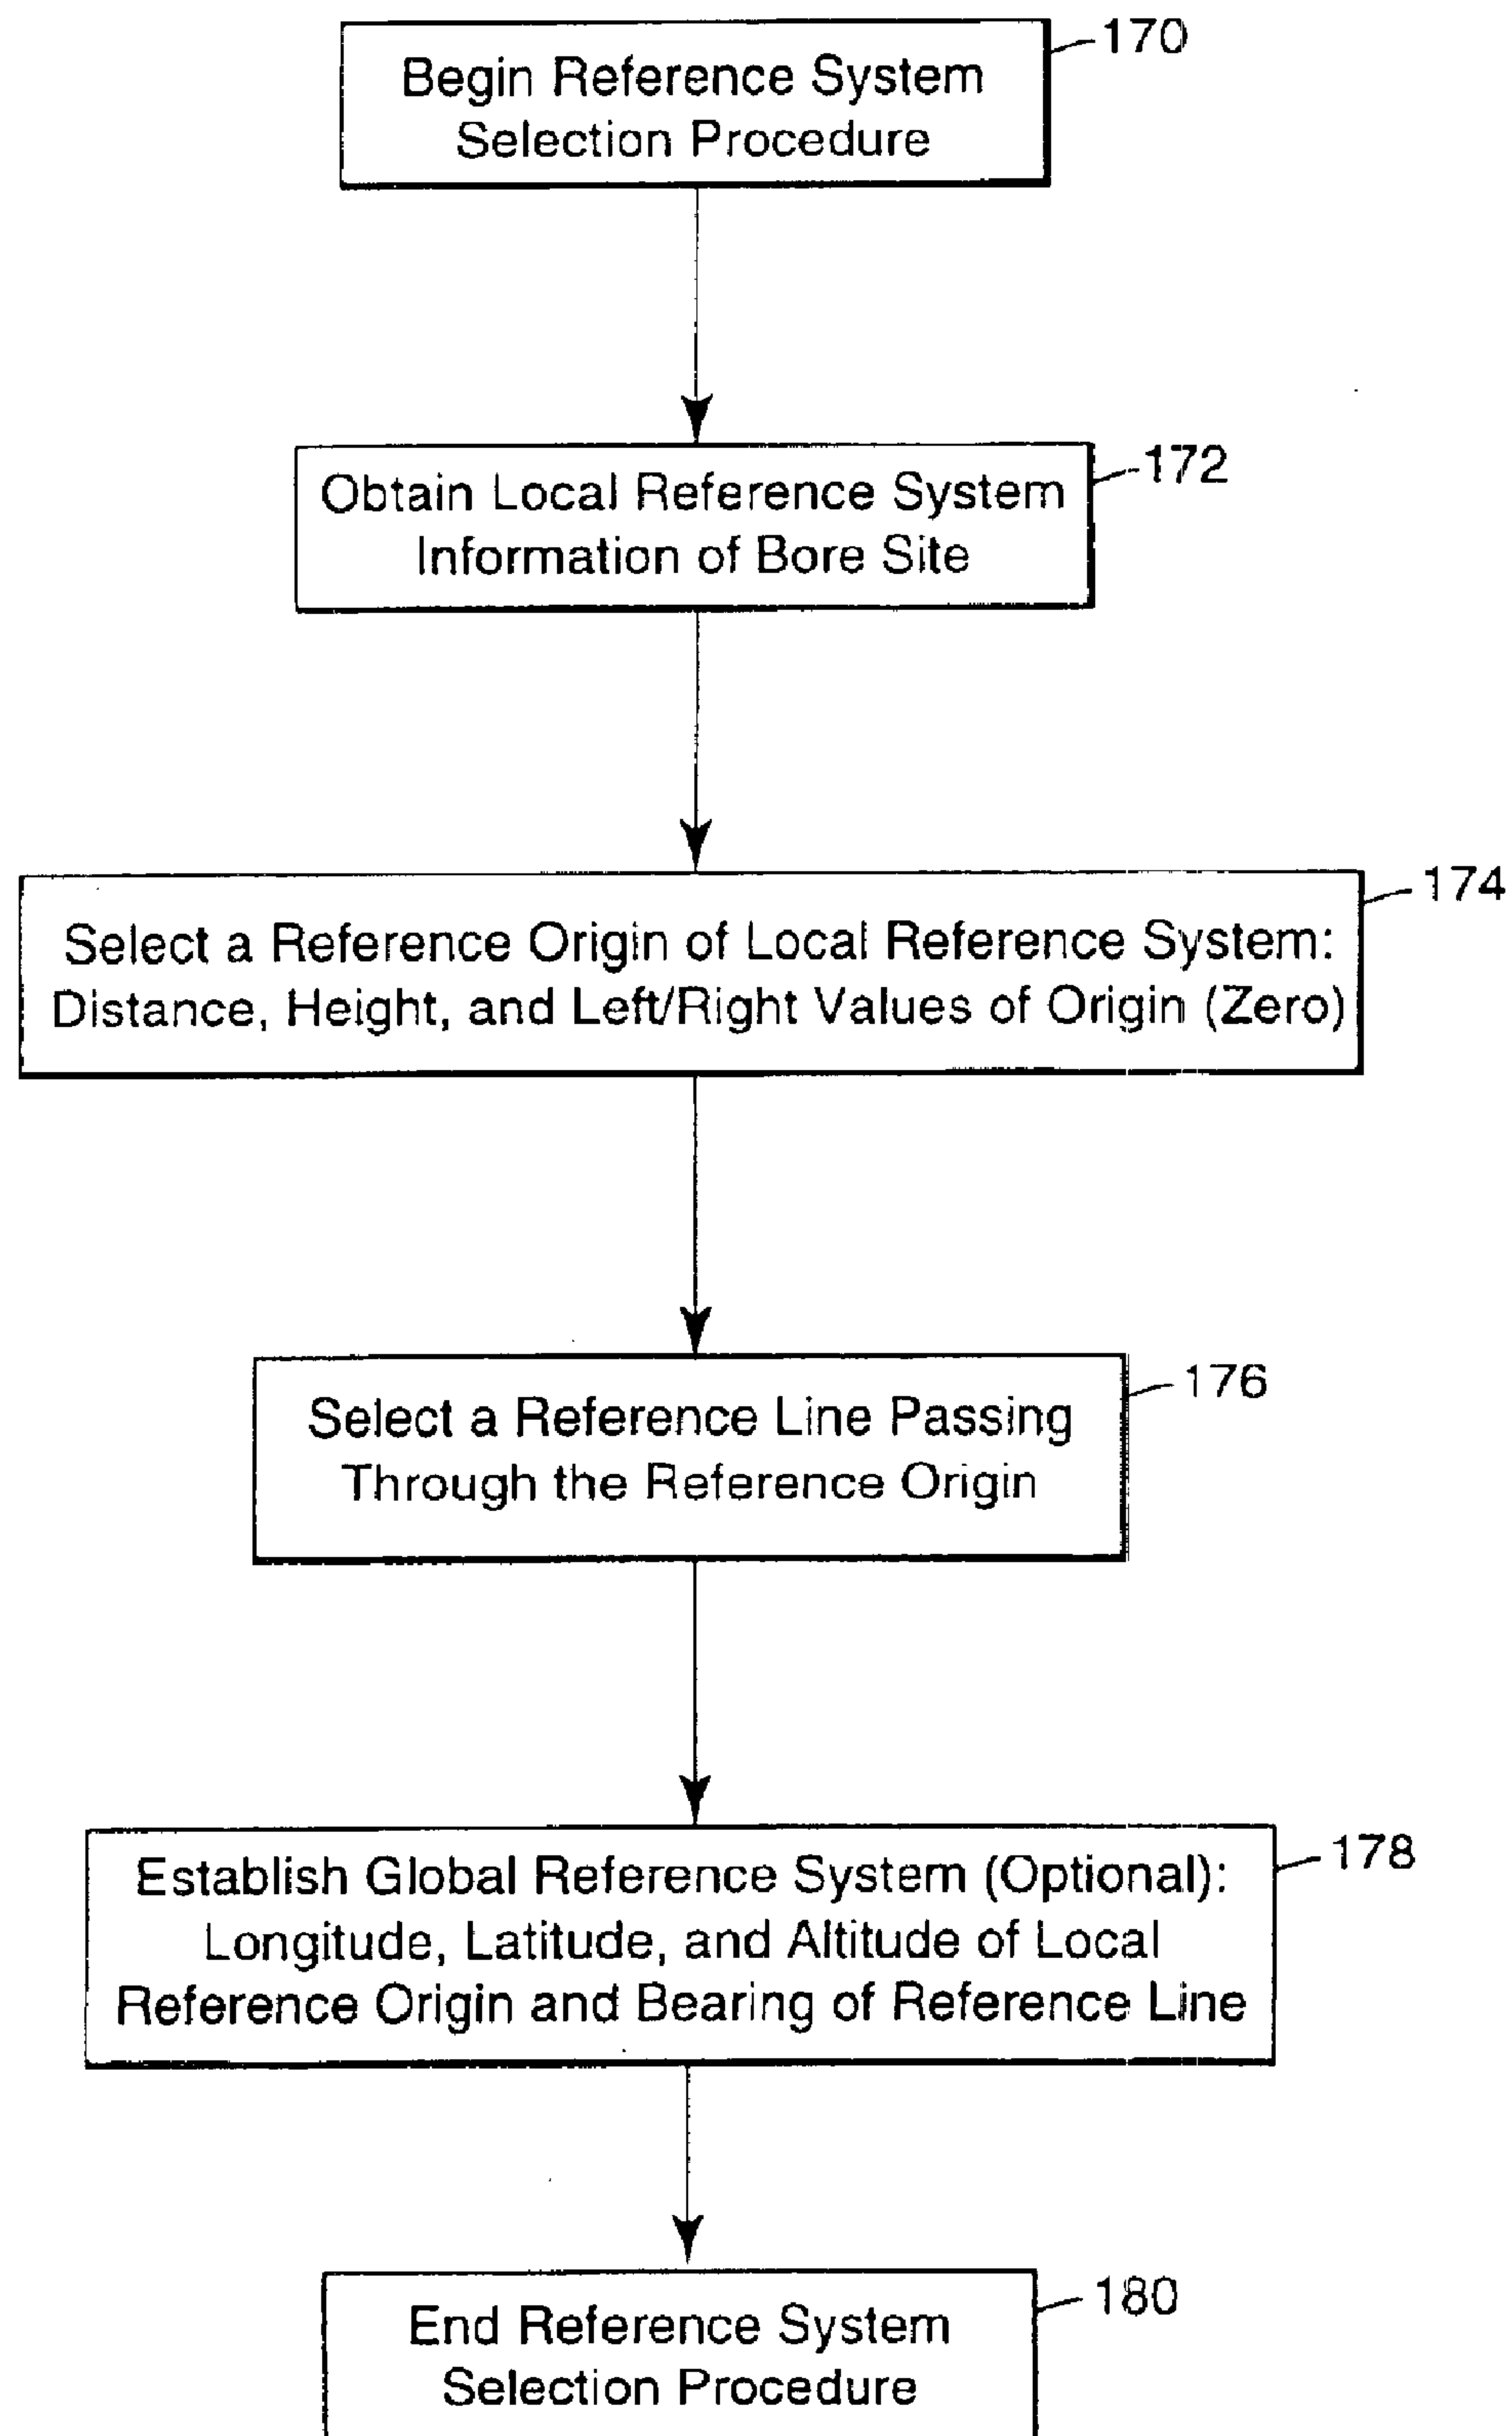 170
Begin Reference System
Selection Procedure
172
Obtain Local Reference System
Information of Bore Site
174
Select a Reference Origin of Local Reference System:
Distance, Height, and Left/Right Values of Origin (Zero)
176
Select a Reference Line Passing
Through the Reference Origin
178
Establish Global Reference System (Optional):
Longitude, Latitude, and Altitude of Local
Reference Origin and Bearing of Reference Line
180
End Reference System
Selection Procedure